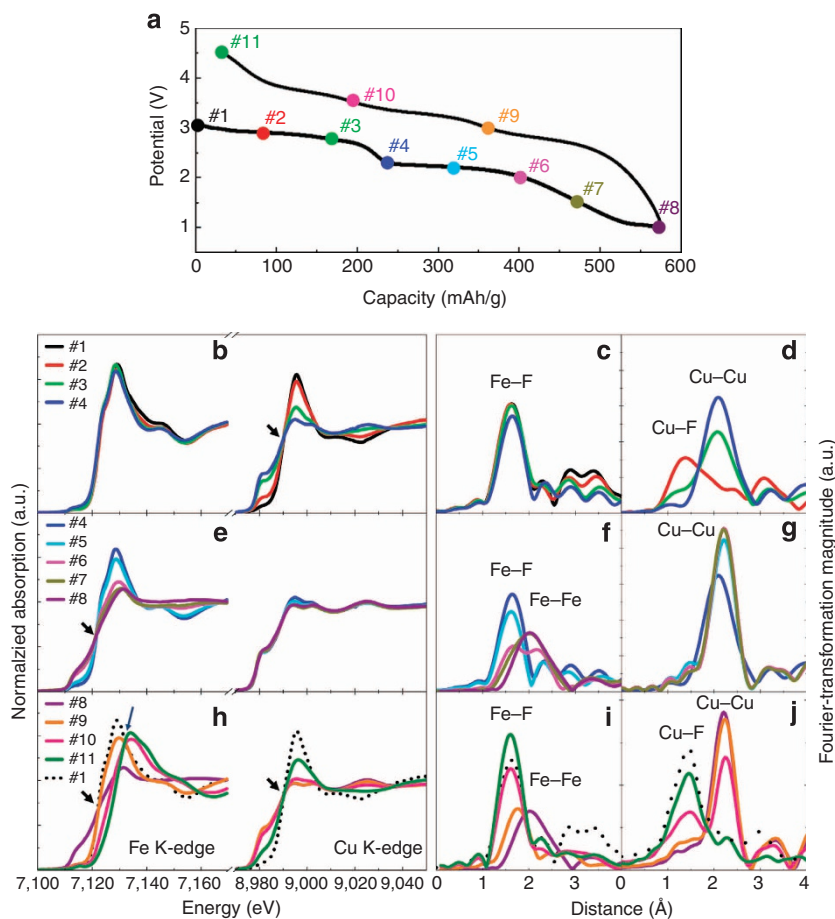 a
5
4
3
2
1
Potential (V)
#11
#10
#9
#1
#2
#3
#4
#5
#6
#7
#8
0 100 200 300 400 500 600
Capacity (mAh/g)
b
#1
#2
#3
#4
c
Fe–F
d
Cu–Cu
Cu–F
e
#4
#5
#6
#7
#8
f
Fe–F
Fe–Fe
g
Cu–Cu
h
#8
#9
#10
#11
#1
Fe K-edge
Cu K-edge
i
Fe–F
Fe–Fe
j
Cu–Cu
Cu–F
Normalzied absorption (a.u.)
Fourier-transformation magnitude (a.u.)
7,100 7,120 7,140 7,160 8,980 9,000 9,020 9,040
0 1 2 3 0 1 2 3 4
Energy (eV)
Distance (Å)